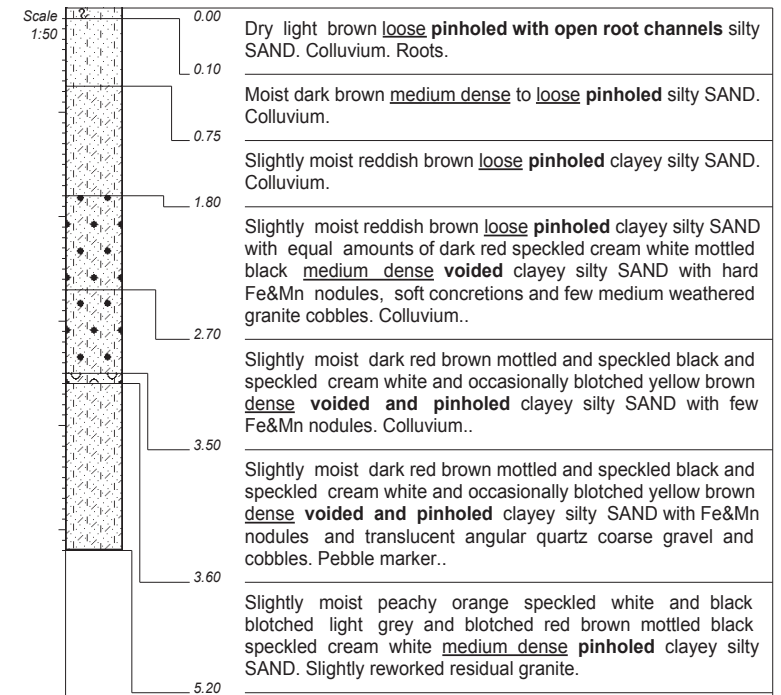 Scale
1:50
0.00
Dry light brown loose pinholed with open root channels silty
SAND. Colluvium. Roots.
0.10
Moist dark brown medium dense to loose pinholed silty SAND.
Colluvium.
0.75
Slightly moist reddish brown loose pinholed clayey silty SAND.
Colluvium.
1.80
Slightly moist reddish brown loose pinholed clayey silty SAND
with equal amounts of dark red speckled cream white mottled
black medium dense voided clayey silty SAND with hard
Fe&Mn nodules, soft concretions and few medium weathered
granite cobbles. Colluvium..
2.70
Slightly moist dark red brown mottled and speckled black and
speckled cream white and occasionally blotched yellow brown
dense voided and pinholed clayey silty SAND with few
Fe&Mn nodules. Colluvium..
3.50
Slightly moist dark red brown mottled and speckled black and
speckled cream white and occasionally blotched yellow brown
dense voided and pinholed clayey silty SAND with Fe&Mn
nodules and translucent angular quartz coarse gravel and
cobbles. Pebble marker..
3.60
Slightly moist peachy orange speckled white and black
blotched light grey and blotched red brown mottled black
speckled cream white medium dense pinholed clayey silty
SAND. Slightly reworked residual granite.
5.20